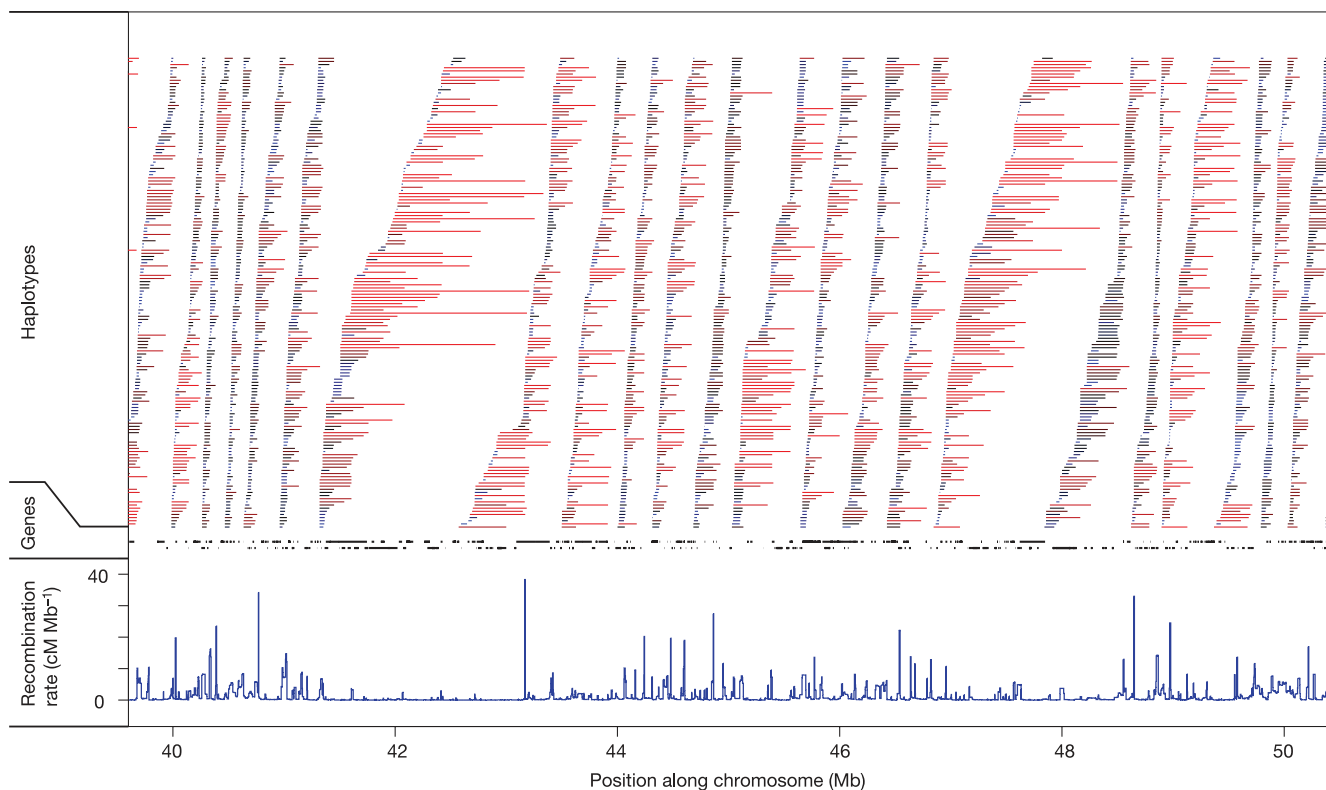 Haplotypes
Genes
Recombination
rate (cM Mb⁻¹)
40
0
40
42
44
46
48
50
Position along chromosome (Mb)